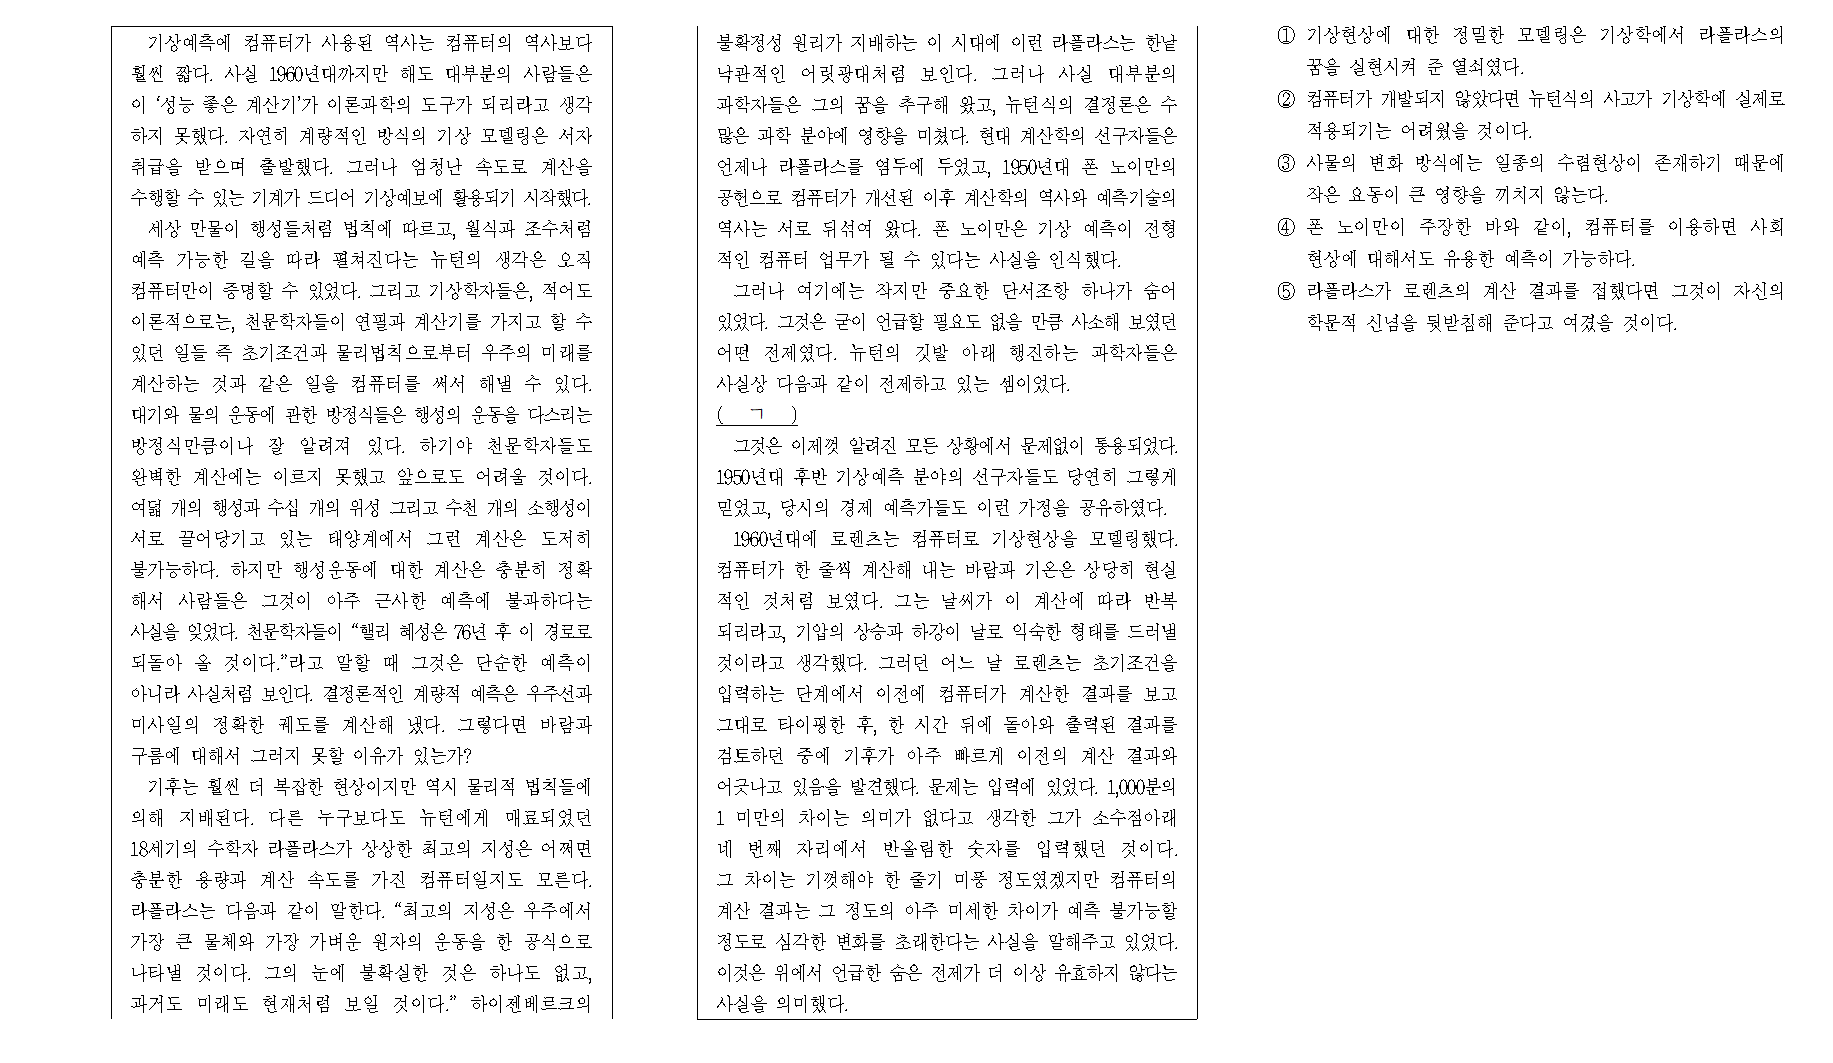 기상예측에 컴퓨터가 사용된 역사는 컴퓨터의 역사보다
훨씬 짧다. 사실 1960년대까지만 해도 대부분의 사람들은
이 ‘성능 좋은 계산기’가 이론과학의 도구가 되리라고 생각
하지 못했다. 자연히 계량적인 방식의 기상 모델링은 서자
취급을 받으며 출발했다. 그러나 엄청난 속도로 계산을
수행할 수 있는 기계가 드디어 기상예보에 활용되기 시작했다.
세상 만물이 행성들처럼 법칙에 따르고, 월식과 조수처럼
예측 가능한 길을 따라 펼쳐진다는 뉴턴의 생각은 오직
컴퓨터만이 증명할 수 있었다. 그리고 기상학자들은, 적어도
이론적으로는, 천문학자들이 연필과 계산기를 가지고 할 수
있던 일들 즉 초기조건과 물리법칙으로부터 우주의 미래를
계산하는 것과 같은 일을 컴퓨터를 써서 해낼 수 있다.
대기와 물의 운동에 관한 방정식들은 행성의 운동을 다스리는
방정식만큼이나 잘 알려져 있다. 하기야 천문학자들도
완벽한 계산에는 이르지 못했고 앞으로도 어려울 것이다.
여덟 개의 행성과 수십 개의 위성 그리고 수천 개의 소행성이
서로 끌어당기고 있는 태양계에서 그런 계산은 도저히
불가능하다. 하지만 행성운동에 대한 계산은 충분히 정확
해서 사람들은 그것이 아주 근사한 예측에 불과하다는
사실을 잊었다. 천문학자들이 “핼리 혜성은 76년 후 이 경로로
되돌아 올 것이다.”라고 말할 때 그것은 단순한 예측이
아니라 사실처럼 보인다. 결정론적인 계량적 예측은 우주선과
미사일의 정확한 궤도를 계산해 냈다. 그렇다면 바람과
구름에 대해서 그러지 못할 이유가 있는가?
기후는 훨씬 더 복잡한 현상이지만 역시 물리적 법칙들에
의해 지배된다. 다른 누구보다도 뉴턴에게 매료되었던
18세기의 수학자 라플라스가 상상한 최고의 지성은 어쩌면
충분한 용량과 계산 속도를 가진 컴퓨터일지도 모른다.
라플라스는 다음과 같이 말한다. “최고의 지성은 우주에서
가장 큰 물체와 가장 가벼운 원자의 운동을 한 공식으로
나타낼 것이다. 그의 눈에 불확실한 것은 하나도 없고,
과거도 미래도 현재처럼 보일 것이다.” 하이젠베르크의
불확정성 원리가 지배하는 이 시대에 이런 라플라스는 한낱
낙관적인 어릿광대처럼 보인다. 그러나 사실 대부분의
과학자들은 그의 꿈을 추구해 왔고, 뉴턴식의 결정론은 수
많은 과학 분야에 영향을 미쳤다. 현대 계산학의 선구자들은
언제나 라플라스를 염두에 두었고, 1950년대 폰 노이만의
공헌으로 컴퓨터가 개선된 이후 계산학의 역사와 예측기술의
역사는 서로 뒤섞여 왔다. 폰 노이만은 기상 예측이 전형
적인 컴퓨터 업무가 될 수 있다는 사실을 인식했다.
그러나 여기에는 작지만 중요한 단서조항 하나가 숨어
있었다. 그것은 굳이 언급할 필요도 없을 만큼 사소해 보였던
어떤 전제였다. 뉴턴의 깃발 아래 행진하는 과학자들은
사실상 다음과 같이 전제하고 있는 셈이었다.
( ㄱ )
그것은 이제껏 알려진 모든 상황에서 문제없이 통용되었다.
1950년대 후반 기상예측 분야의 선구자들도 당연히 그렇게
믿었고, 당시의 경제 예측가들도 이런 가정을 공유하였다.
1960년대에 로렌츠는 컴퓨터로 기상현상을 모델링했다.
컴퓨터가 한 줄씩 계산해 내는 바람과 기온은 상당히 현실
적인 것처럼 보였다. 그는 날씨가 이 계산에 따라 반복
되리라고, 기압의 상승과 하강이 날로 익숙한 형태를 드러낼
것이라고 생각했다. 그러던 어느 날 로렌츠는 초기조건을
입력하는 단계에서 이전에 컴퓨터가 계산한 결과를 보고
그대로 타이핑한 후, 한 시간 뒤에 돌아와 출력된 결과를
검토하던 중에 기후가 아주 빠르게 이전의 계산 결과와
어긋나고 있음을 발견했다. 문제는 입력에 있었다. 1,000분의
1 미만의 차이는 의미가 없다고 생각한 그가 소수점아래
네 번째 자리에서 반올림한 숫자를 입력했던 것이다.
그 차이는 기껏해야 한 줄기 미풍 정도였겠지만 컴퓨터의
계산 결과는 그 정도의 아주 미세한 차이가 예측 불가능할
정도로 심각한 변화를 초래한다는 사실을 말해주고 있었다.
이것은 위에서 언급한 숨은 전제가 더 이상 유효하지 않다는
사실을 의미했다.
① 기상현상에 대한 정밀한 모델링은 기상학에서 라플라스의
꿈을 실현시켜 준 열쇠였다.
② 컴퓨터가 개발되지 않았다면 뉴턴식의 사고가 기상학에 실제로
적용되기는 어려웠을 것이다.
③ 사물의 변화 방식에는 일종의 수렴현상이 존재하기 때문에
작은 요동이 큰 영향을 끼치지 않는다.
④ 폰 노이만이 주장한 바와 같이, 컴퓨터를 이용하면 사회
현상에 대해서도 유용한 예측이 가능하다.
⑤ 라플라스가 로렌츠의 계산 결과를 접했다면 그것이 자신의
학문적 신념을 뒷받침해 준다고 여겼을 것이다.